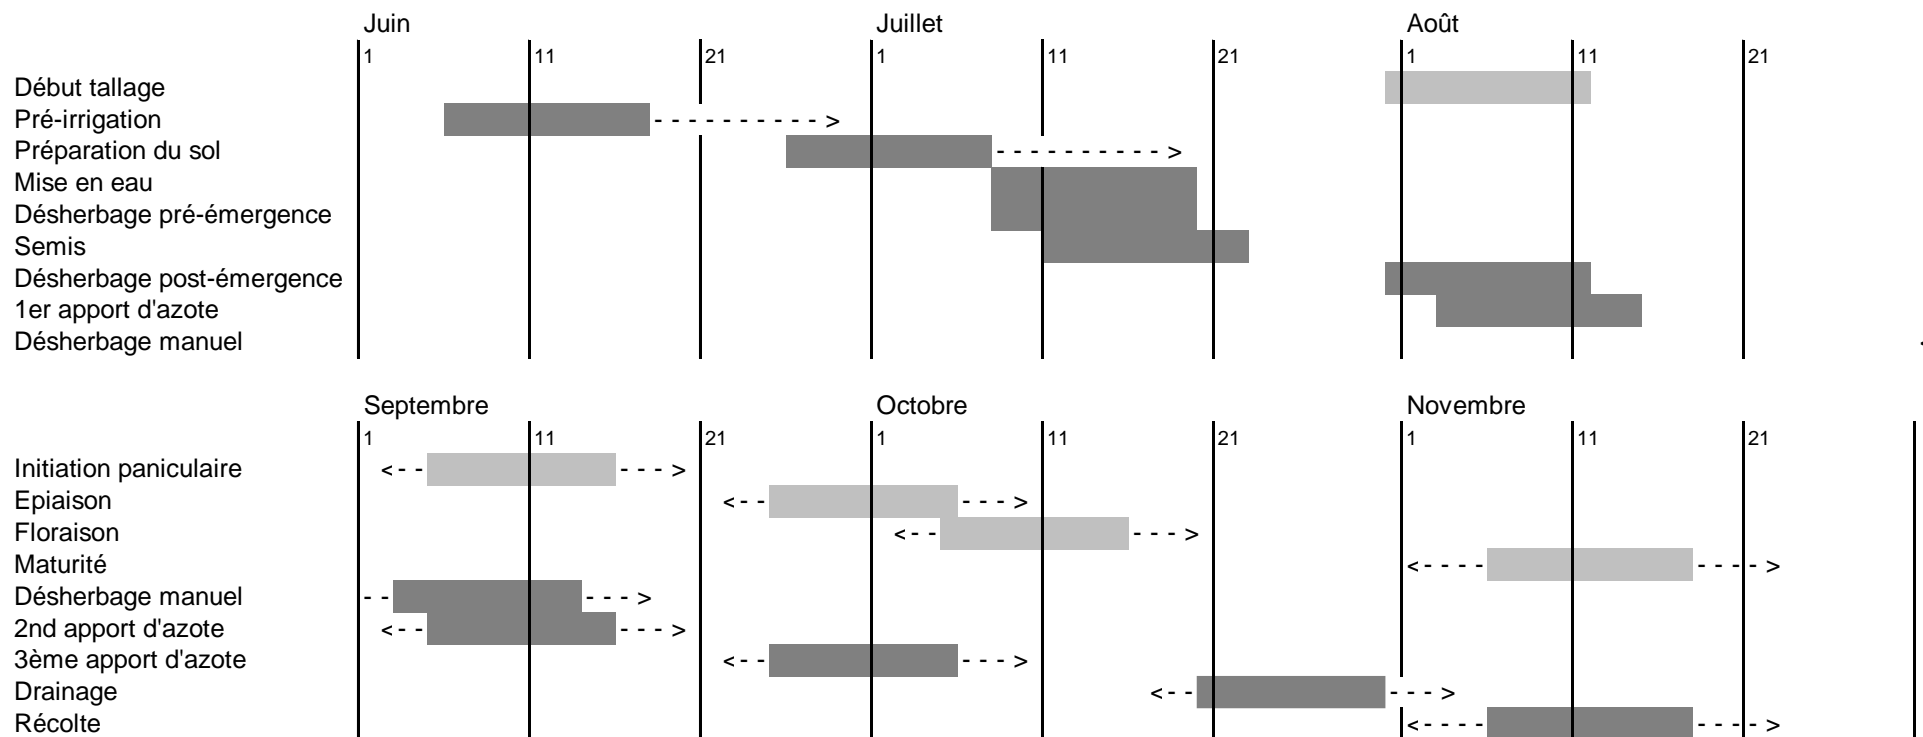 Juin Juillet Août
1 11 21 1 11 21 1 11 21
Début tallage
Pré-irrigation
Préparation du sol
Mise en eau
Désherbage pré-émergence
Semis
Désherbage post-émergence
1er apport d'azote
Désherbage manuel
Septembre Octobre Novembre
1 11 21 1 11 21 1 11 21
Initiation paniculaire
Epiaison
Floraison
Maturité
Désherbage manuel
2nd apport d'azote
3ème apport d'azote
Drainage
Récolte